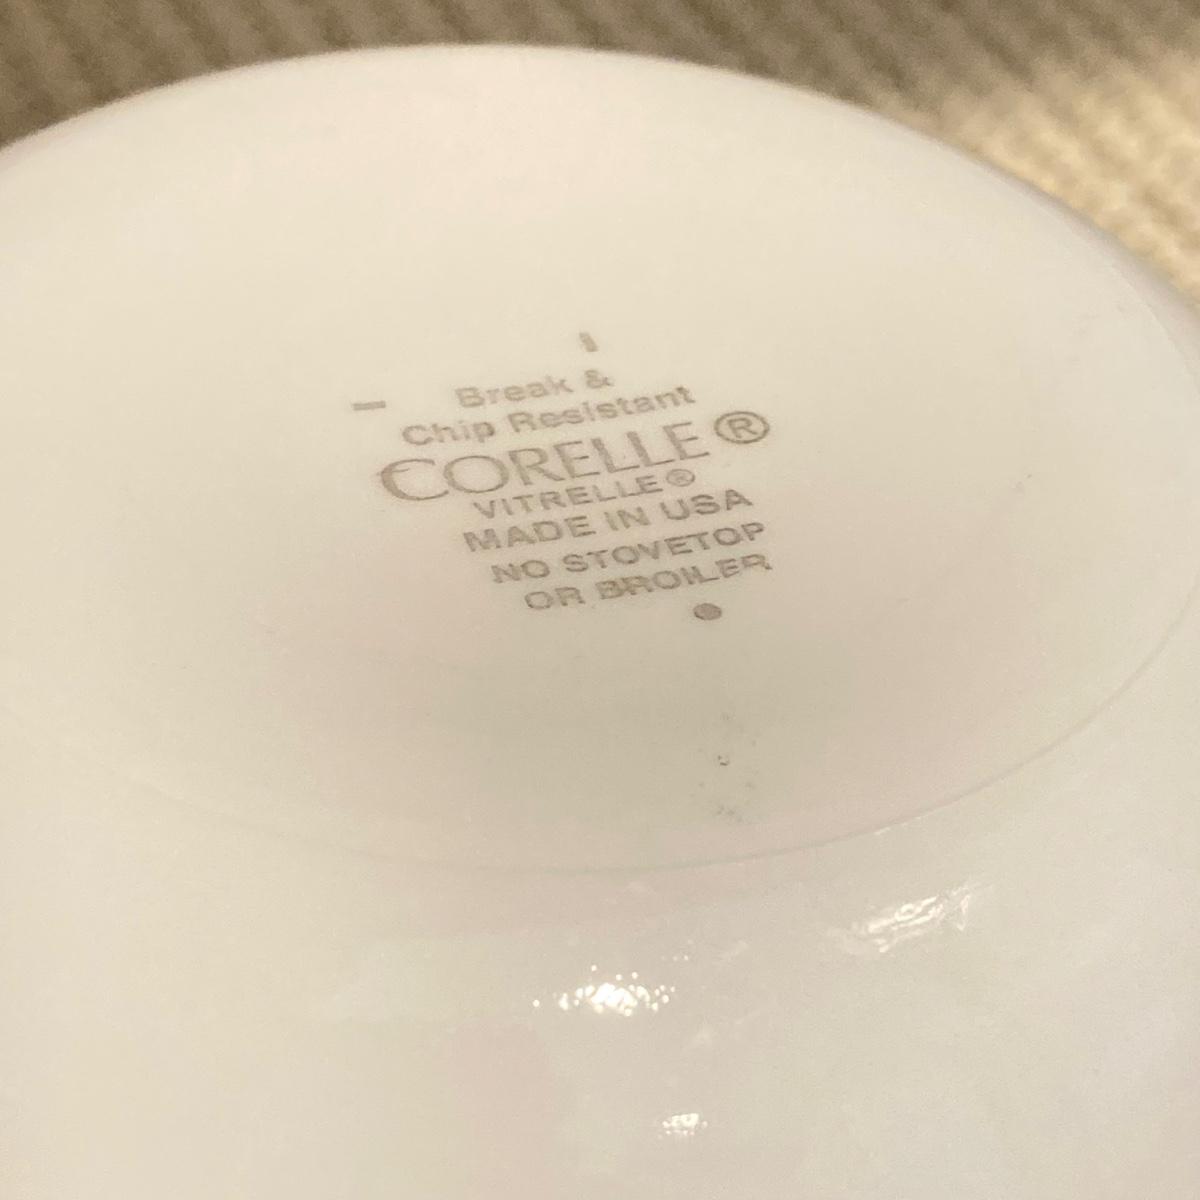 Break &
Chip Resistant
CORELLE®
VITRELLE®
MADE IN USA
NO STOVETOP
OR BROILER